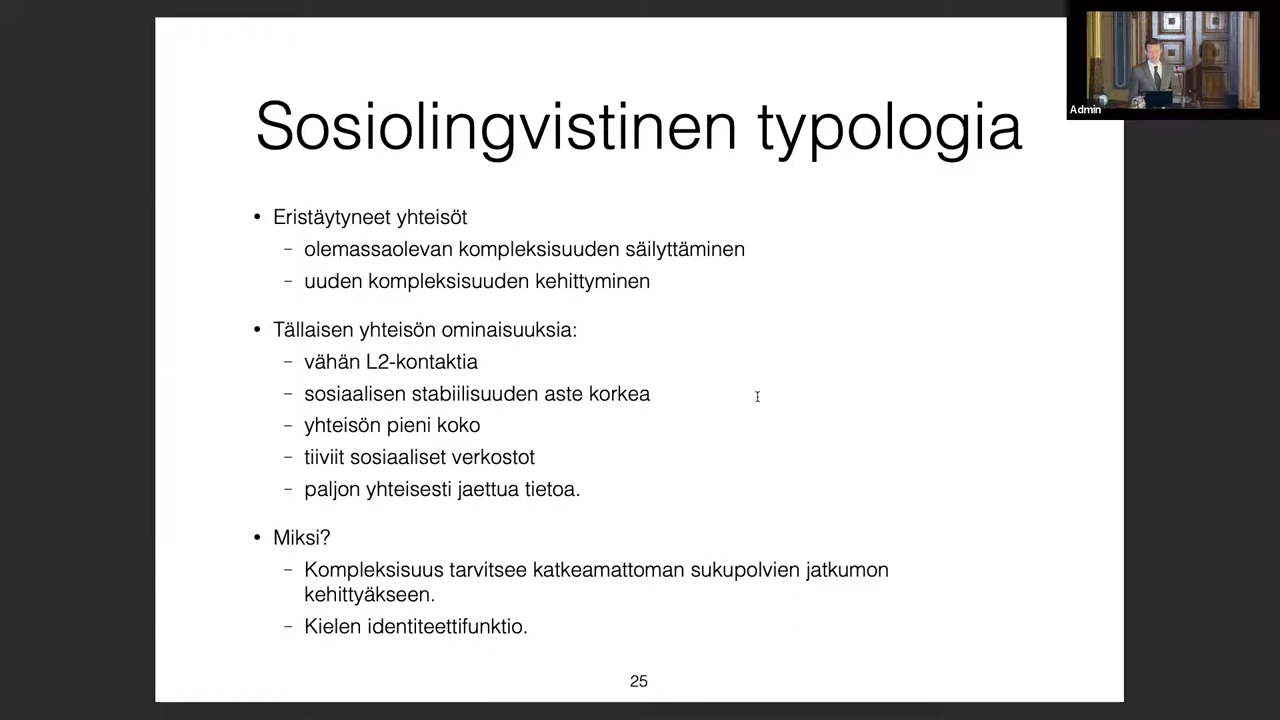 Sosiolingvistinen typologia
• Eristäytyneet yhteisöt
– olemassaolevan kompleksisuuden säilyttäminen
– uuden kompleksisuuden kehittyminen
• Tällaisen yhteisön ominaisuuksia:
– vähän L2-kontaktia
– sosiaalisen stabiilisuuden aste korkea
– yhteisön pieni koko
– tiiviit sosiaaliset verkostot
– paljon yhteisesti jaettua tietoa.
• Miksi?
– Kompleksisuus tarvitsee katkeamattoman sukupolvien jatkumon
kehittyäkseen.
– Kielen identiteettifunktio.
25
Admin